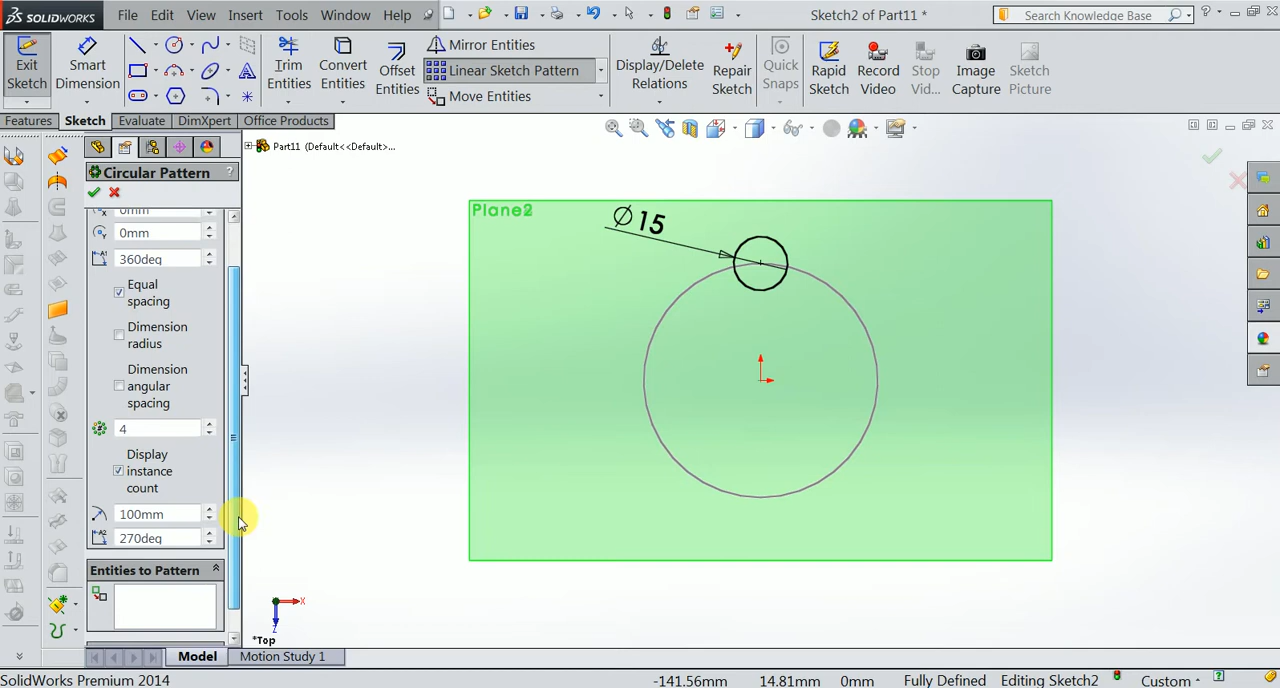 SOLIDWORKS File Edit View Insert Tools Window Help Sketch2 of Part11 * Search Knowledge Base
Exit Sketch
Smart Dimension
Trim Entities
Convert Entities
Offset Entities
Mirror Entities
Linear Sketch Pattern
Move Entities
Display/Delete Relations
Repair Sketch
Quick Snaps
Rapid Sketch
Record Video
Stop Vid...
Image Capture
Sketch Picture
Features Sketch Evaluate DimXpert Office Products
Part11 (Default<<Default>...
Circular Pattern ?
0mm
0mm
360deg
Equal spacing
Dimension radius
Dimension angular spacing
4
Display instance count
100mm
270deg
Entities to Pattern
Plane2
Ø15
X
Z
*Top
Model Motion Study 1
SolidWorks Premium 2014 -141.56mm 14.81mm 0mm Fully Defined Editing Sketch2 Custom